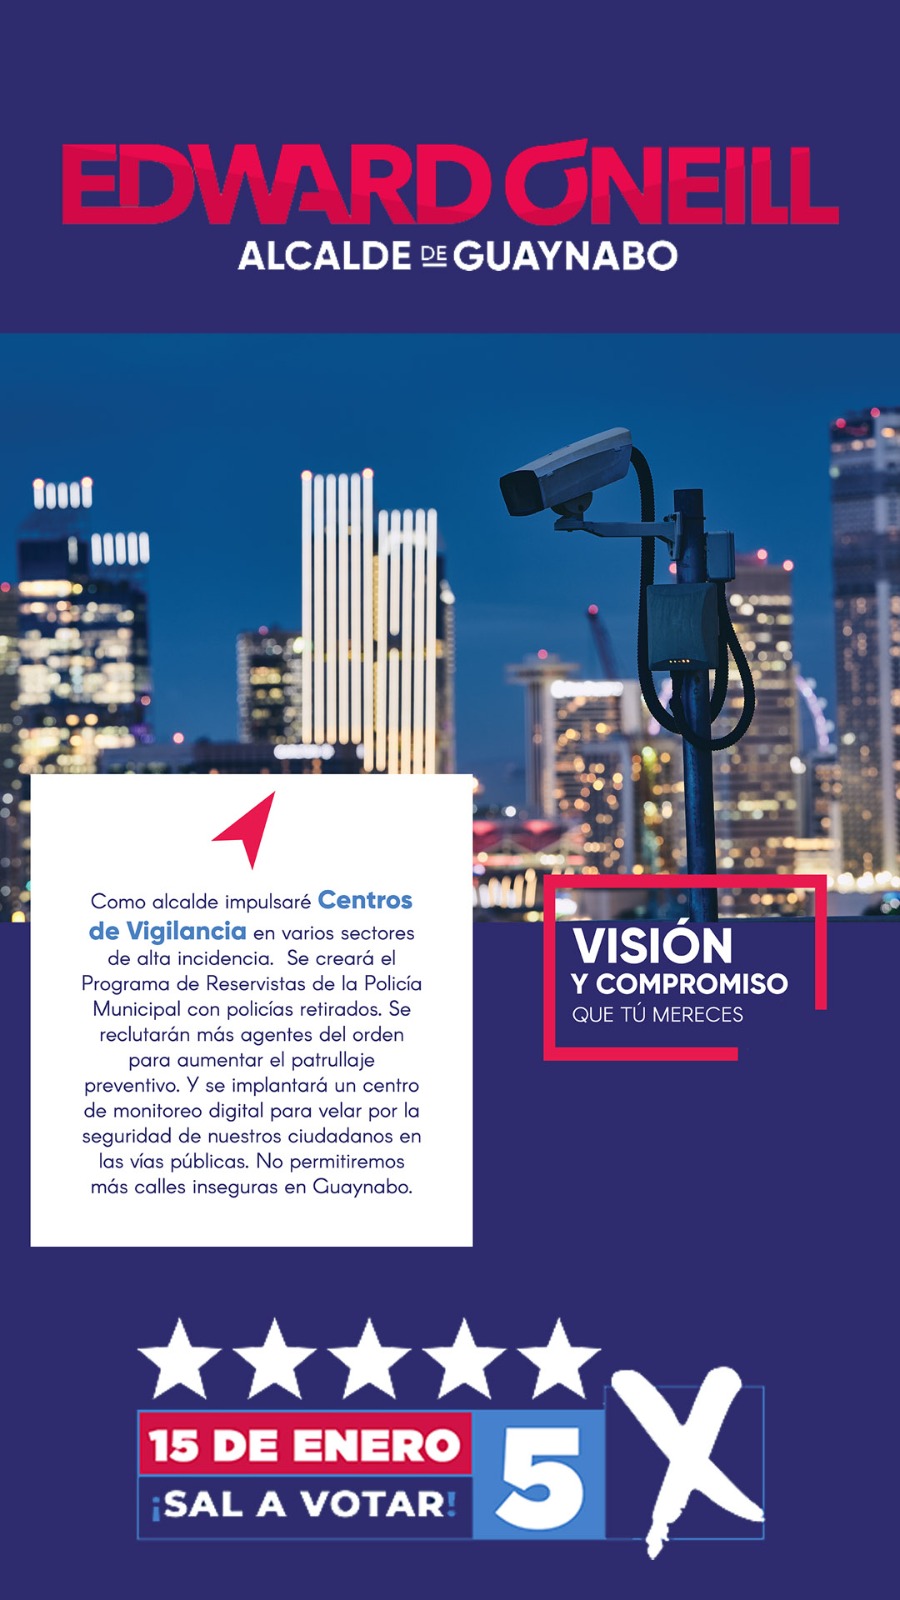 EDWARD ONEILL
ALCALDE DE GUAYNABO
Como alcalde impulsaré Centros
de Vigilancia en varios sectores
de alta incidencia. Se creará el
Programa de Reservistas de la Policía
Municipal con policías retirados. Se
reclutarán más agentes del orden
para aumentar el patrullaje
preventivo. Y se implantará un centro
de monitoreo digital para velar por la
seguridad de nuestros ciudadanos en
las vías públicas. No permitiremos
más calles inseguras en Guaynabo.
VISIÓN
Y COMPROMISO
QUE TÚ MERECES
15 DE ENERO
¡SAL A VOTAR!
5 X